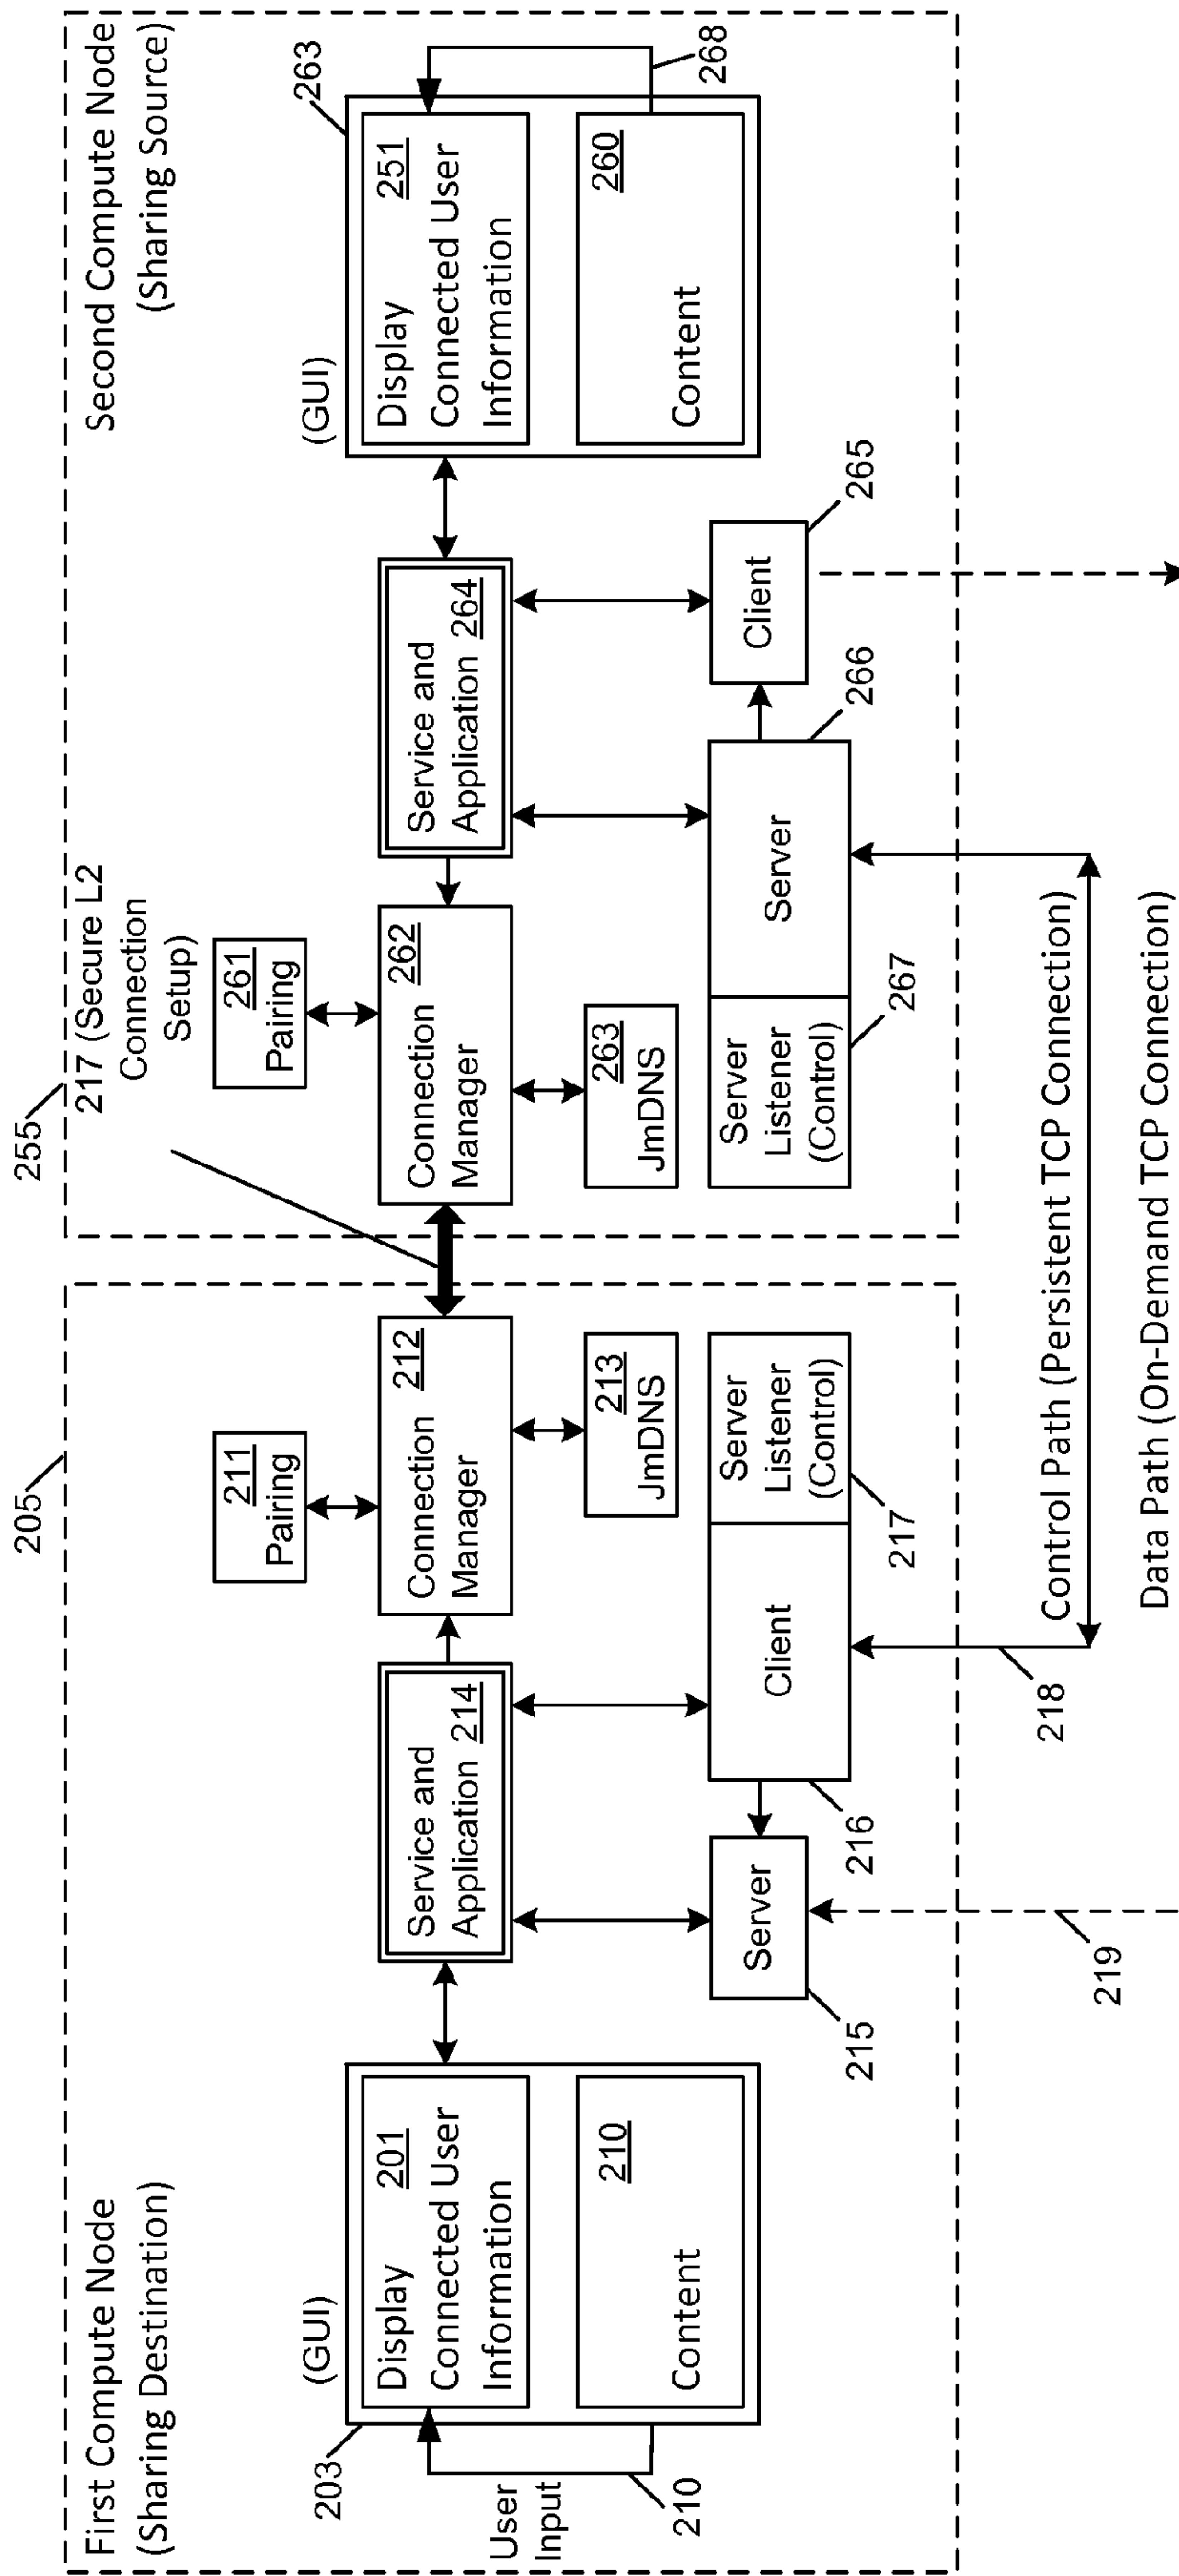 First Compute Node
(Sharing Destination)
205
203
(GUI)
Display 201
Connected User
Information
210
Content
User
Input
210
Service and
Application 214
211
Pairing
212
Connection
Manager
213
JmDNS
Server
215
Client
216
Server
Listener
(Control)
217
218
219
Second Compute Node
(Sharing Source)
255
217 (Secure L2
Connection
Setup)
261
Pairing
262
Connection
Manager
263
JmDNS
Service and
Application 264
Server
Listener
(Control)
267
Server
266
Client
265
263
(GUI)
Display 251
Connected User
Information
260
Content
268
Control Path (Persistent TCP Connection)
Data Path (On-Demand TCP Connection)